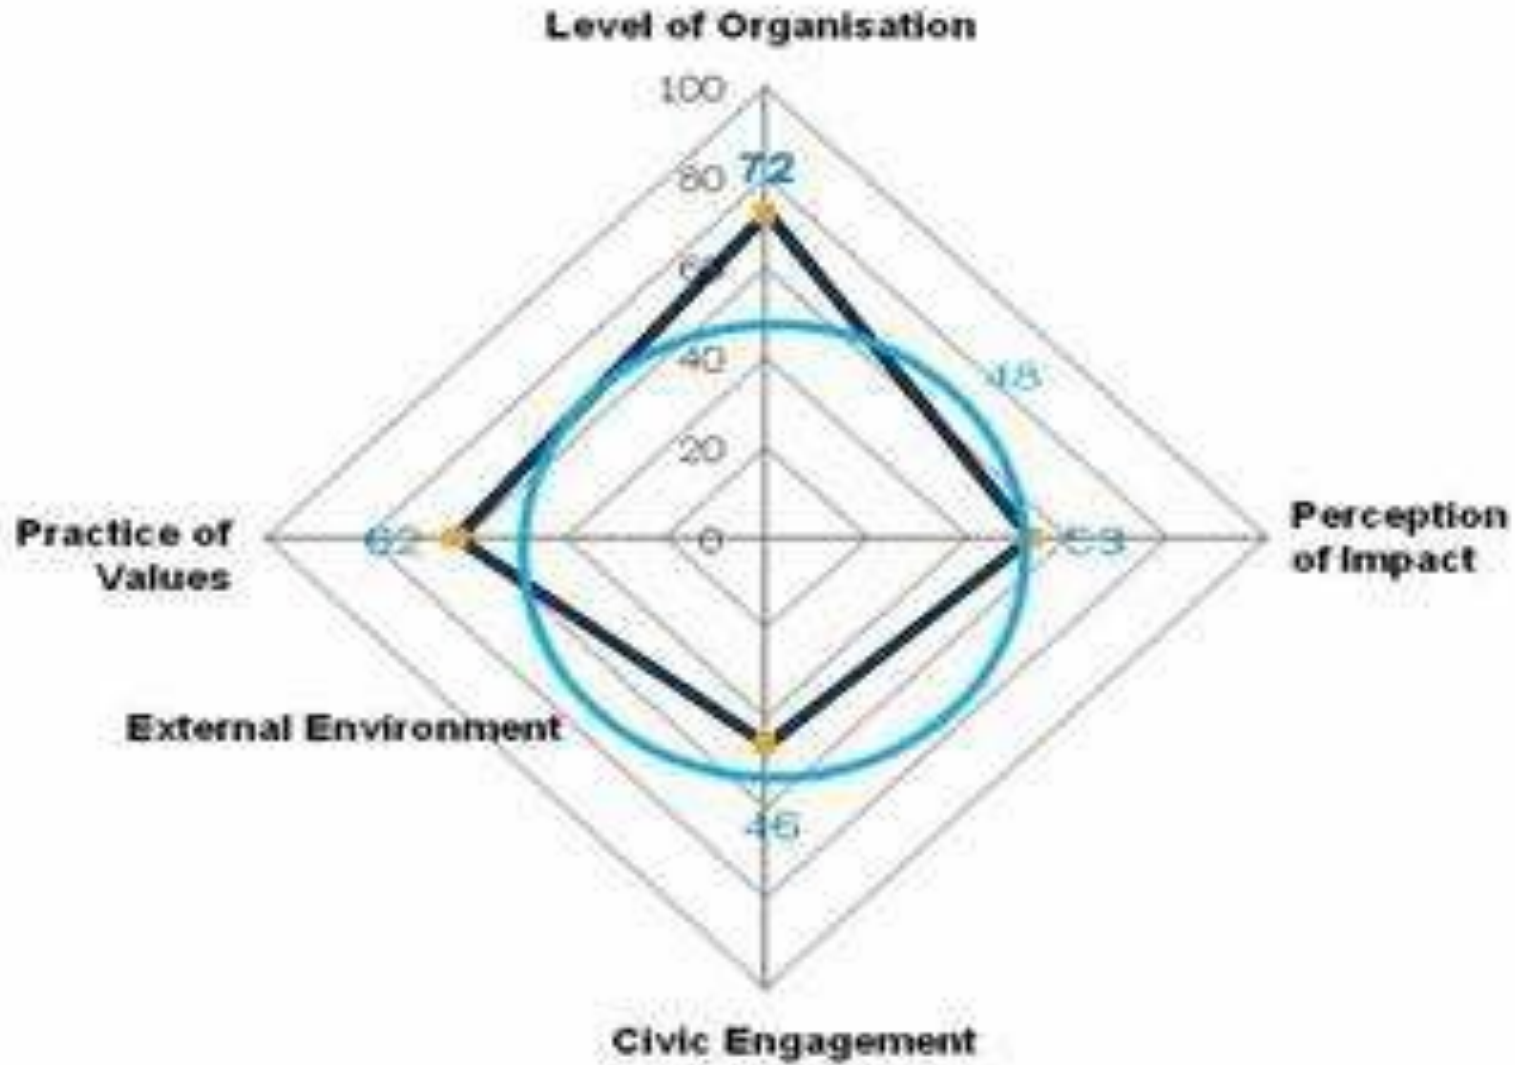 Level of Organisation
100
72
80
60
40
48
20
Practice of
Values
62
0
53
Perception
of Impact
External Environment
Civic Engagement